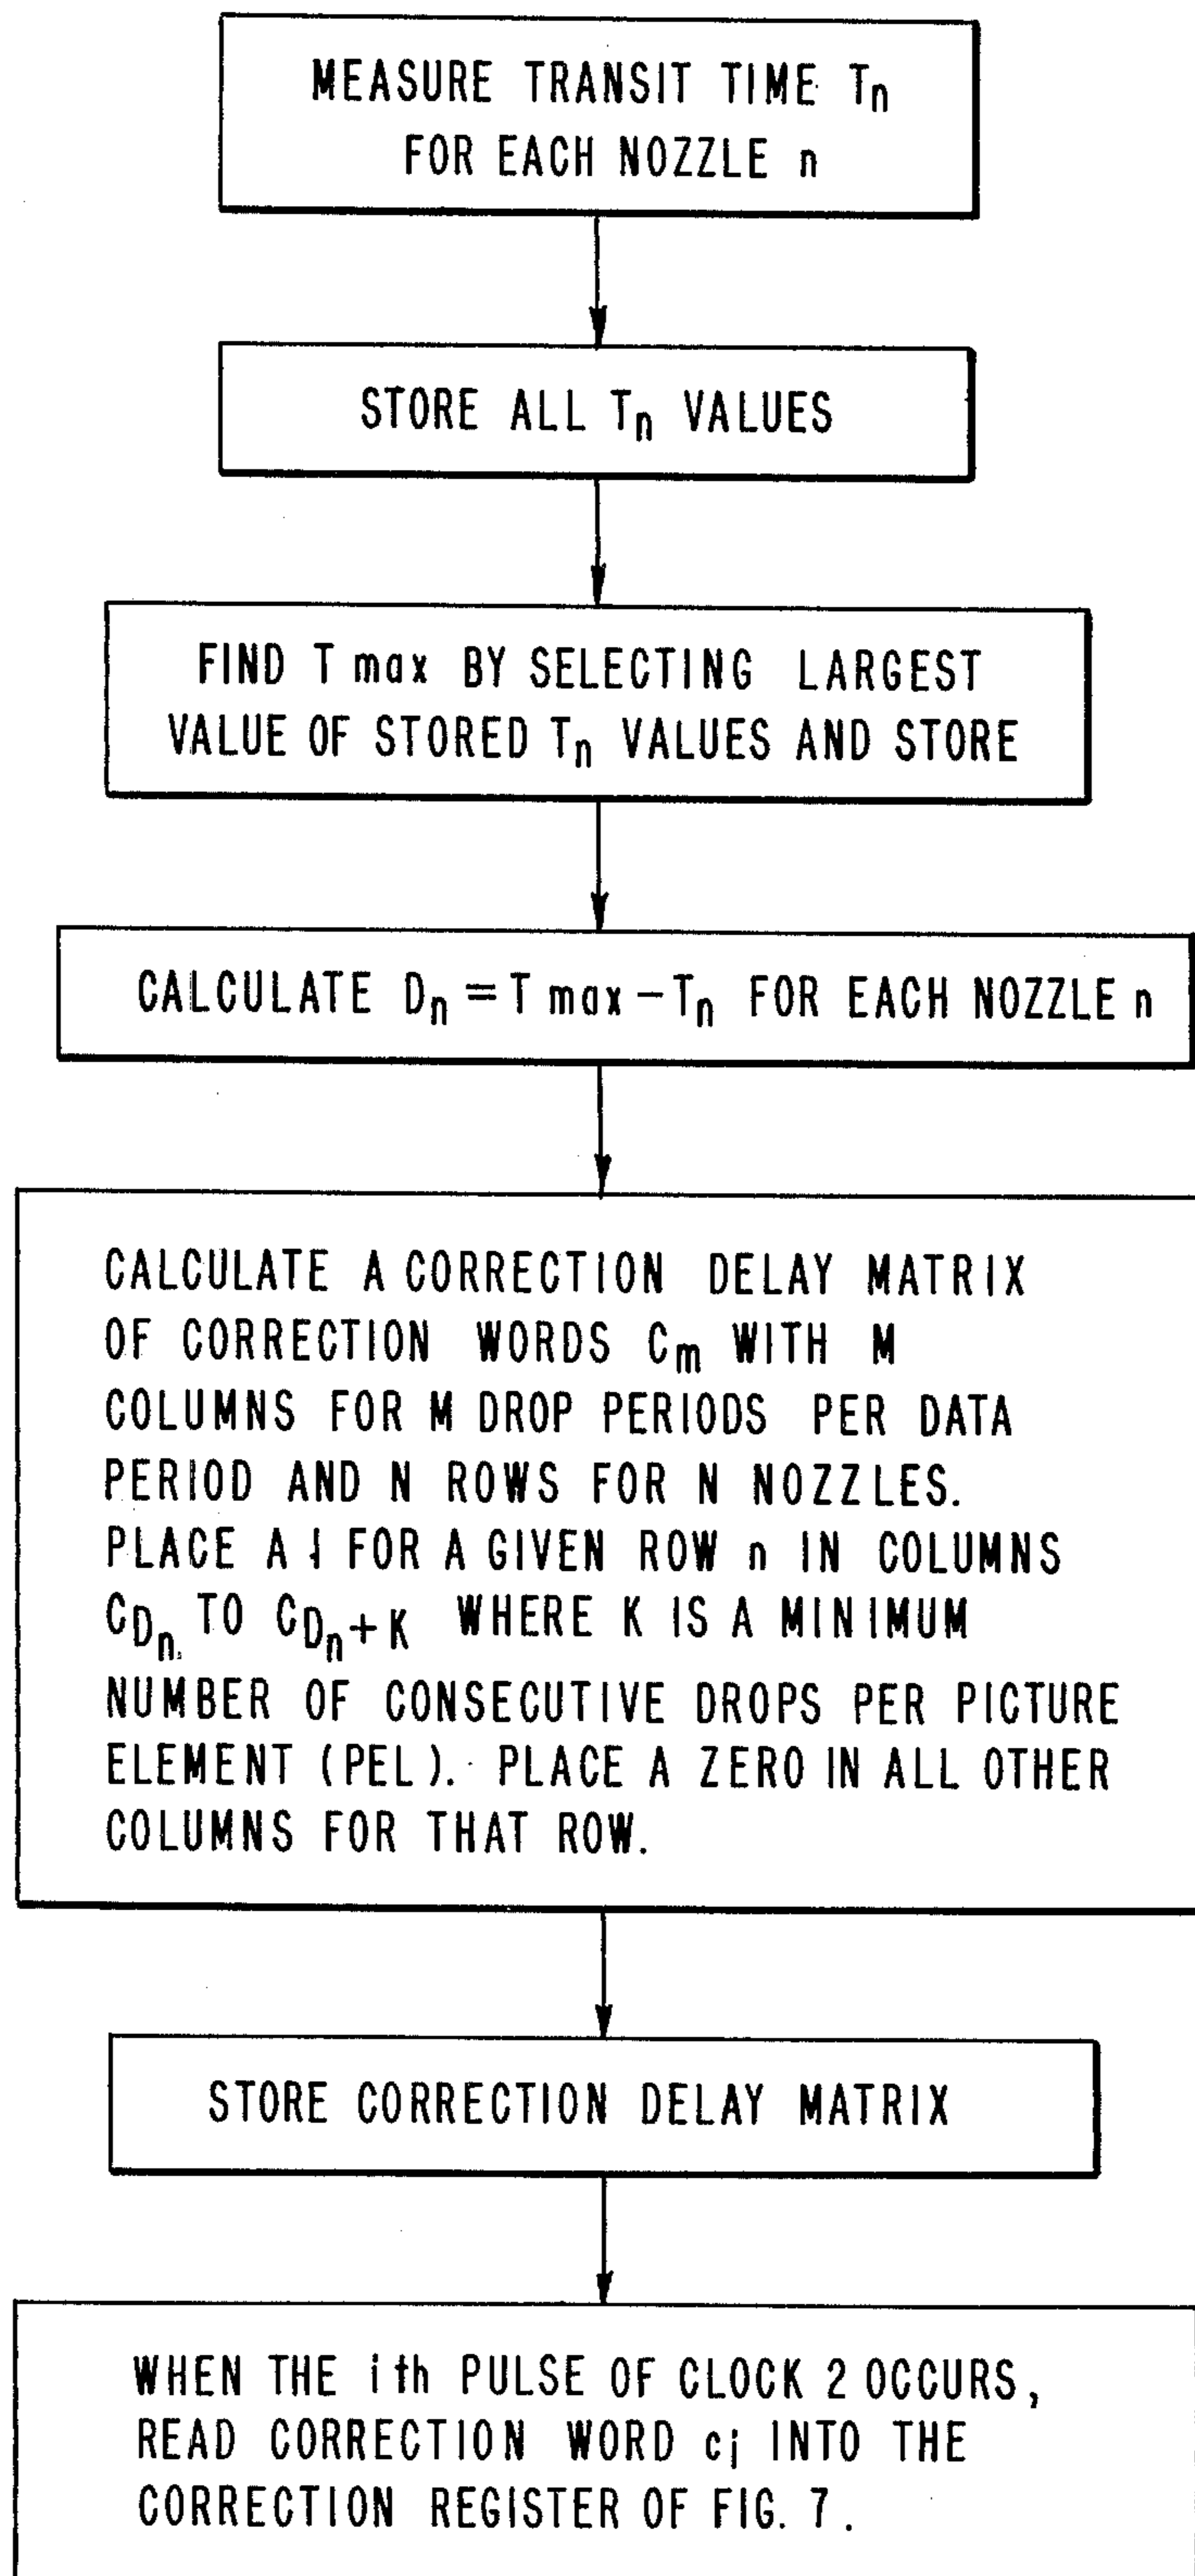 MEASURE TRANSIT TIME Tn
FOR EACH NOZZLE n
STORE ALL Tn VALUES
FIND T max BY SELECTING LARGEST
VALUE OF STORED Tn VALUES AND STORE
CALCULATE Dn = T max - Tn FOR EACH NOZZLE n
CALCULATE A CORRECTION DELAY MATRIX
OF CORRECTION WORDS Cm WITH M
COLUMNS FOR M DROP PERIODS PER DATA
PERIOD AND N ROWS FOR N NOZZLES.
PLACE A 1 FOR A GIVEN ROW n IN COLUMNS
CDn TO CDn+K WHERE K IS A MINIMUM
NUMBER OF CONSECUTIVE DROPS PER PICTURE
ELEMENT (PEL). PLACE A ZERO IN ALL OTHER
COLUMNS FOR THAT ROW.
STORE CORRECTION DELAY MATRIX
WHEN THE i th PULSE OF CLOCK 2 OCCURS,
READ CORRECTION WORD ci INTO THE
CORRECTION REGISTER OF FIG. 7.